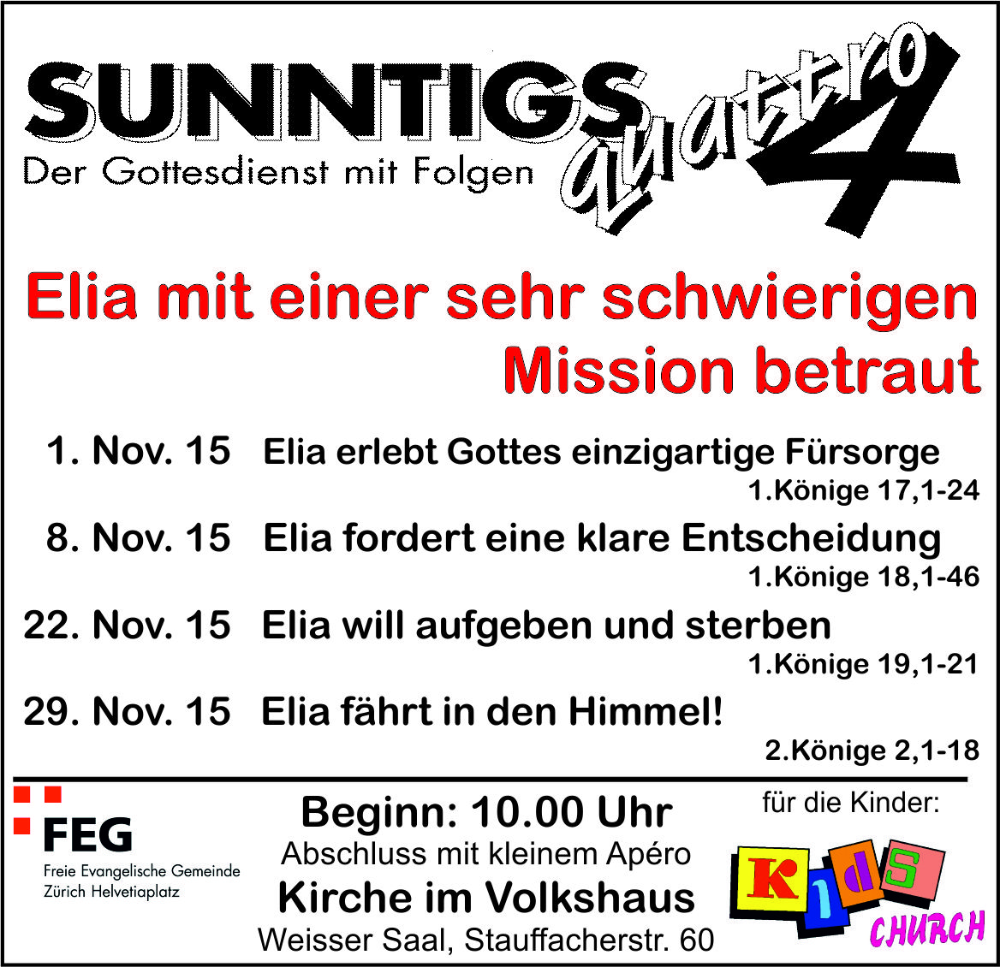 SUNNTIGS quattro 4
Der Gottesdienst mit Folgen
Elia mit einer sehr schwierigen
Mission betraut
1. Nov. 15 Elia erlebt Gottes einzigartige Fürsorge
1.Könige 17,1-24
8. Nov. 15 Elia fordert eine klare Entscheidung
1.Könige 18,1-46
22. Nov. 15 Elia will aufgeben und sterben
1.Könige 19,1-21
29. Nov. 15 Elia fährt in den Himmel!
2.Könige 2,1-18
FEG
Freie Evangelische Gemeinde
Zürich Helvetiaplatz
Beginn: 10.00 Uhr
Abschluss mit kleinem Apéro
Kirche im Volkshaus
Weisser Saal, Stauffacherstr. 60
für die Kinder:
KidS
CHURCH